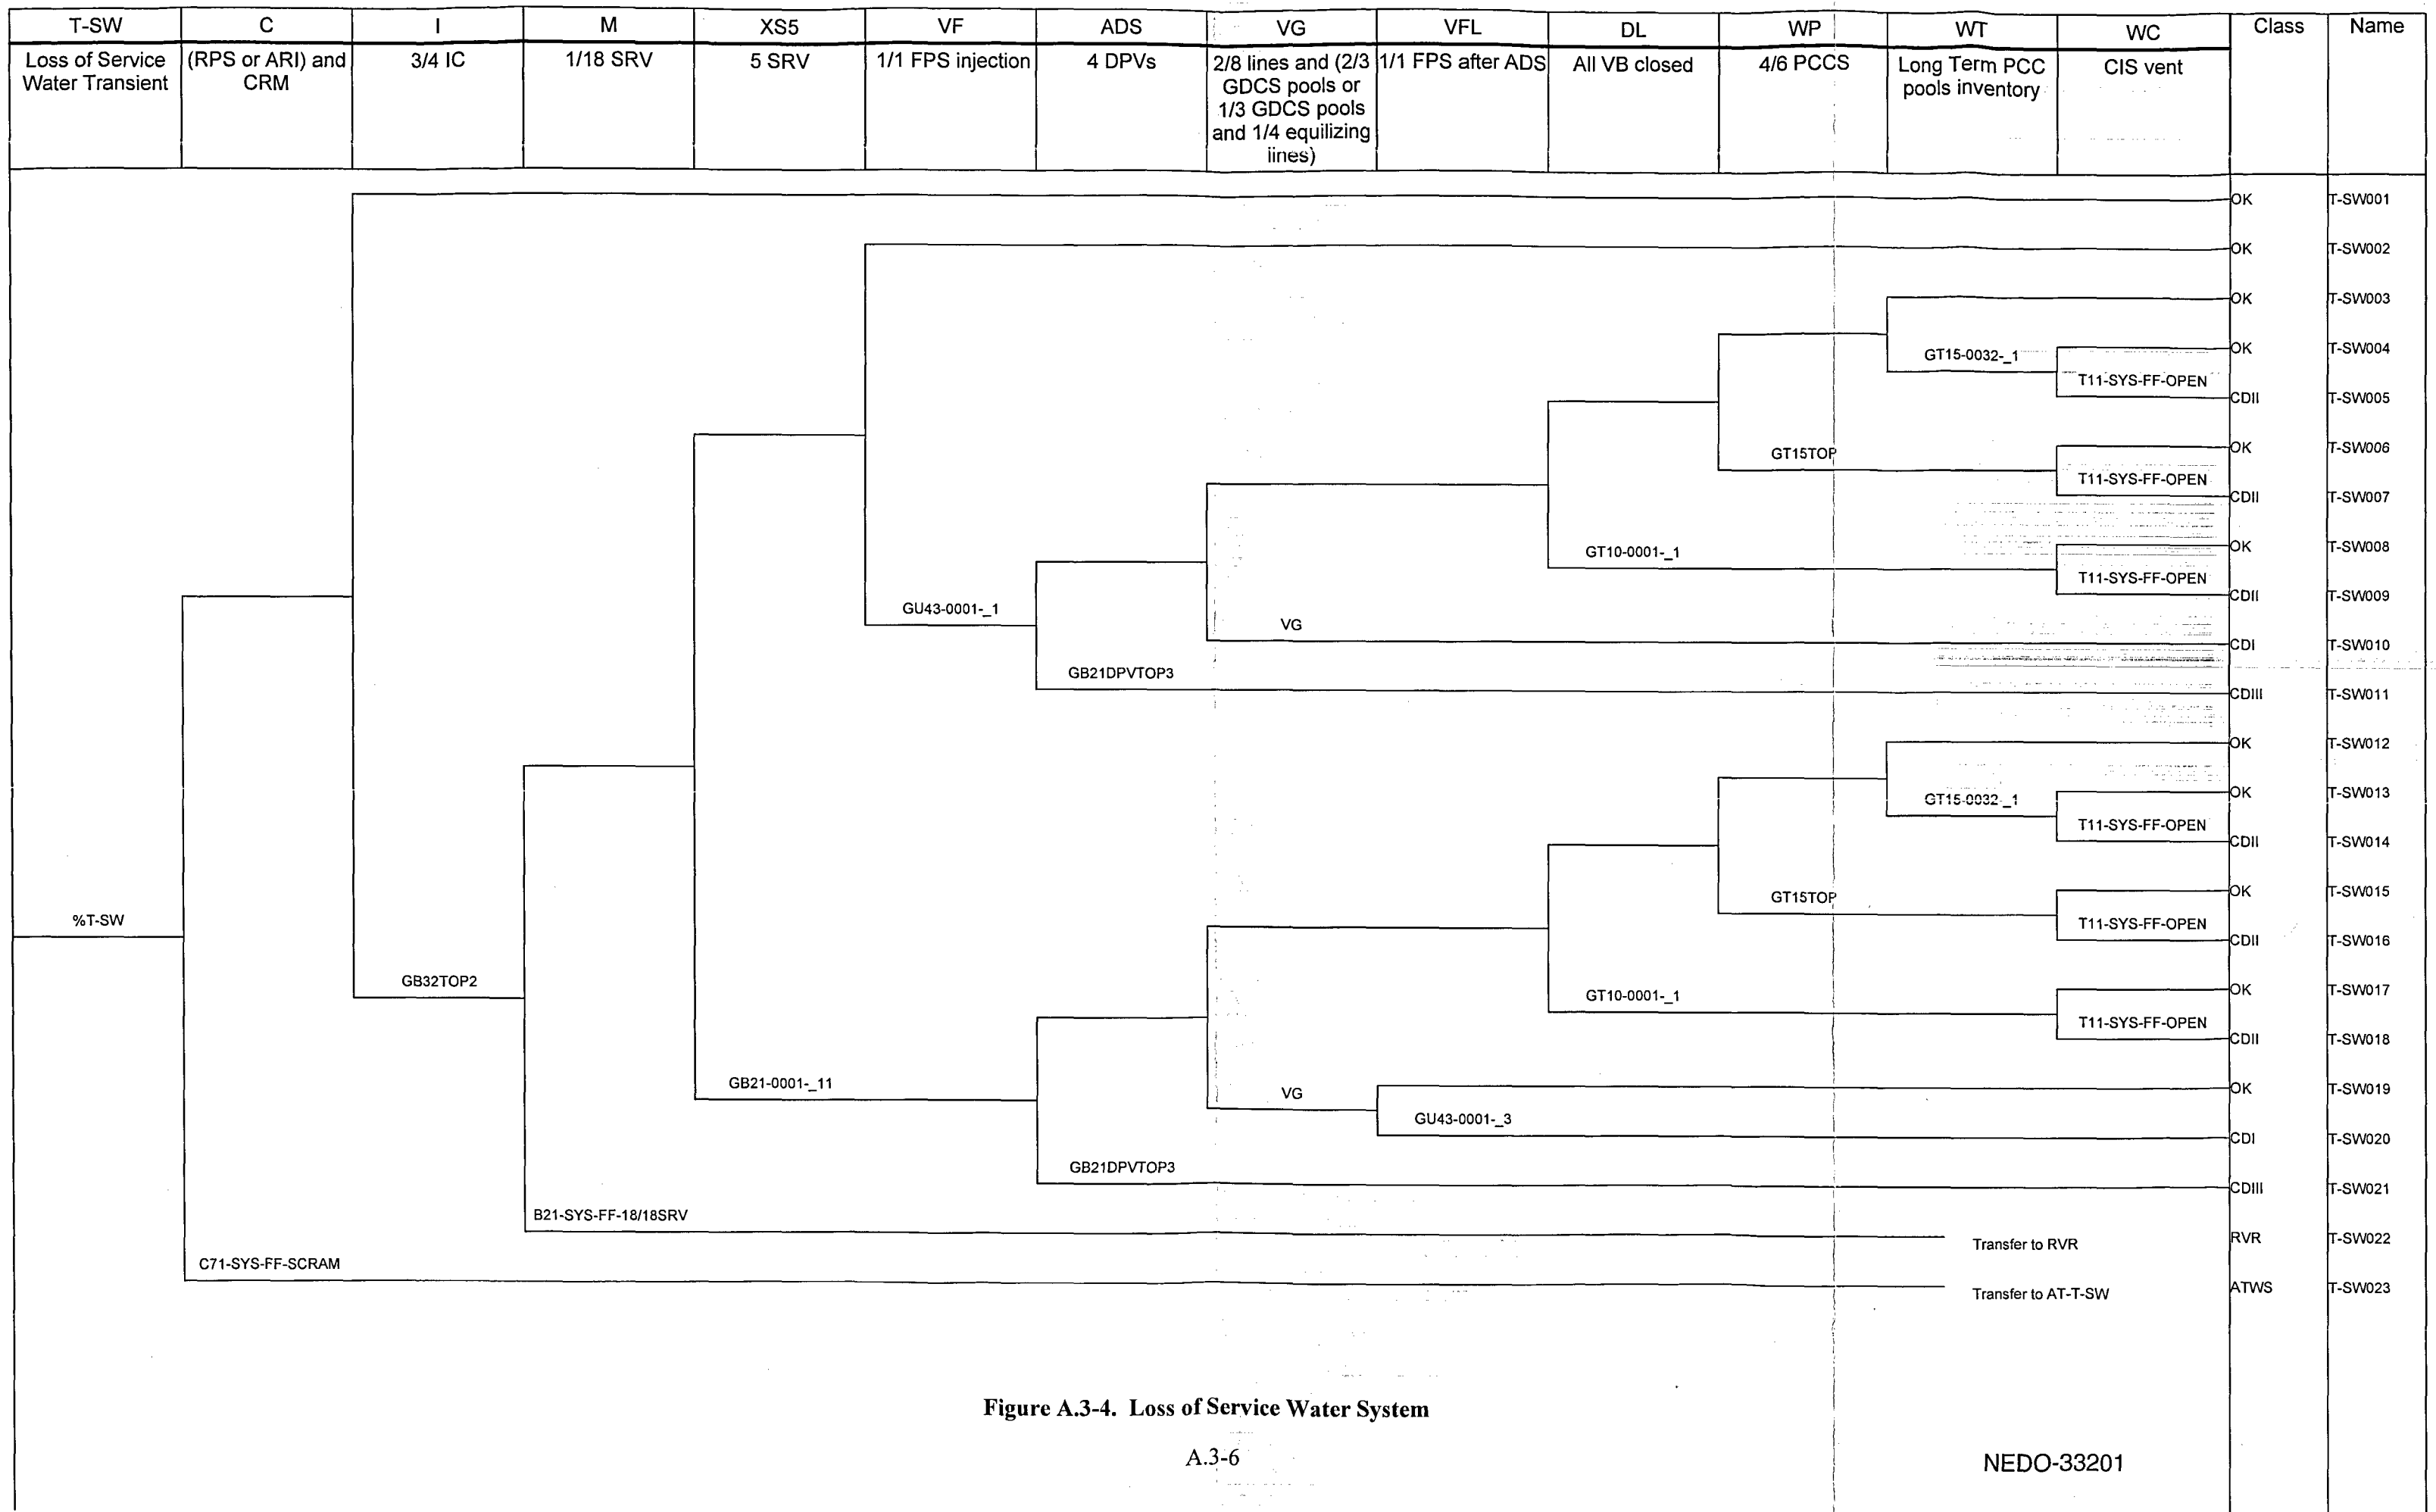 T-SW C I M XS5 VF ADS VG VFL DL WP WT WC Class Name
Loss of Service
Water Transient
(RPS or ARI) and
CRM
3/4 IC
1/18 SRV
5 SRV
1/1 FPS injection
4 DPVs
2/8 lines and (2/3
GDCS pools or
1/3 GDCS pools
and 1/4 equilizing
lines)
1/1 FPS after ADS
All VB closed
4/6 PCCS
Long Term PCC
pools inventory
CIS vent
OK T-SW001
OK T-SW002
OK T-SW003
OK T-SW004
GT15-0032-_1
T11-SYS-FF-OPEN
CDII T-SW005
OK T-SW006
GT15TOP
T11-SYS-FF-OPEN
CDII T-SW007
OK T-SW008
GT10-0001-_1
T11-SYS-FF-OPEN
CDII T-SW009
GU43-0001-_1
VG
CDI T-SW010
GB21DPVTOP3
CDIII T-SW011
OK T-SW012
OK T-SW013
GT15-0032-_1
T11-SYS-FF-OPEN
CDII T-SW014
OK T-SW015
GT15TOP
%T-SW
T11-SYS-FF-OPEN
CDII T-SW016
GB32TOP2
OK T-SW017
GT10-0001-_1
T11-SYS-FF-OPEN
CDII T-SW018
GB21-0001-_11
OK T-SW019
VG
GU43-0001-_3
CDI T-SW020
GB21DPVTOP3
CDIII T-SW021
B21-SYS-FF-18/18SRV
Transfer to RVR
RVR T-SW022
C71-SYS-FF-SCRAM
Transfer to AT-T-SW
ATWS T-SW023
Figure A.3-4. Loss of Service Water System
A.3-6
NEDO-33201